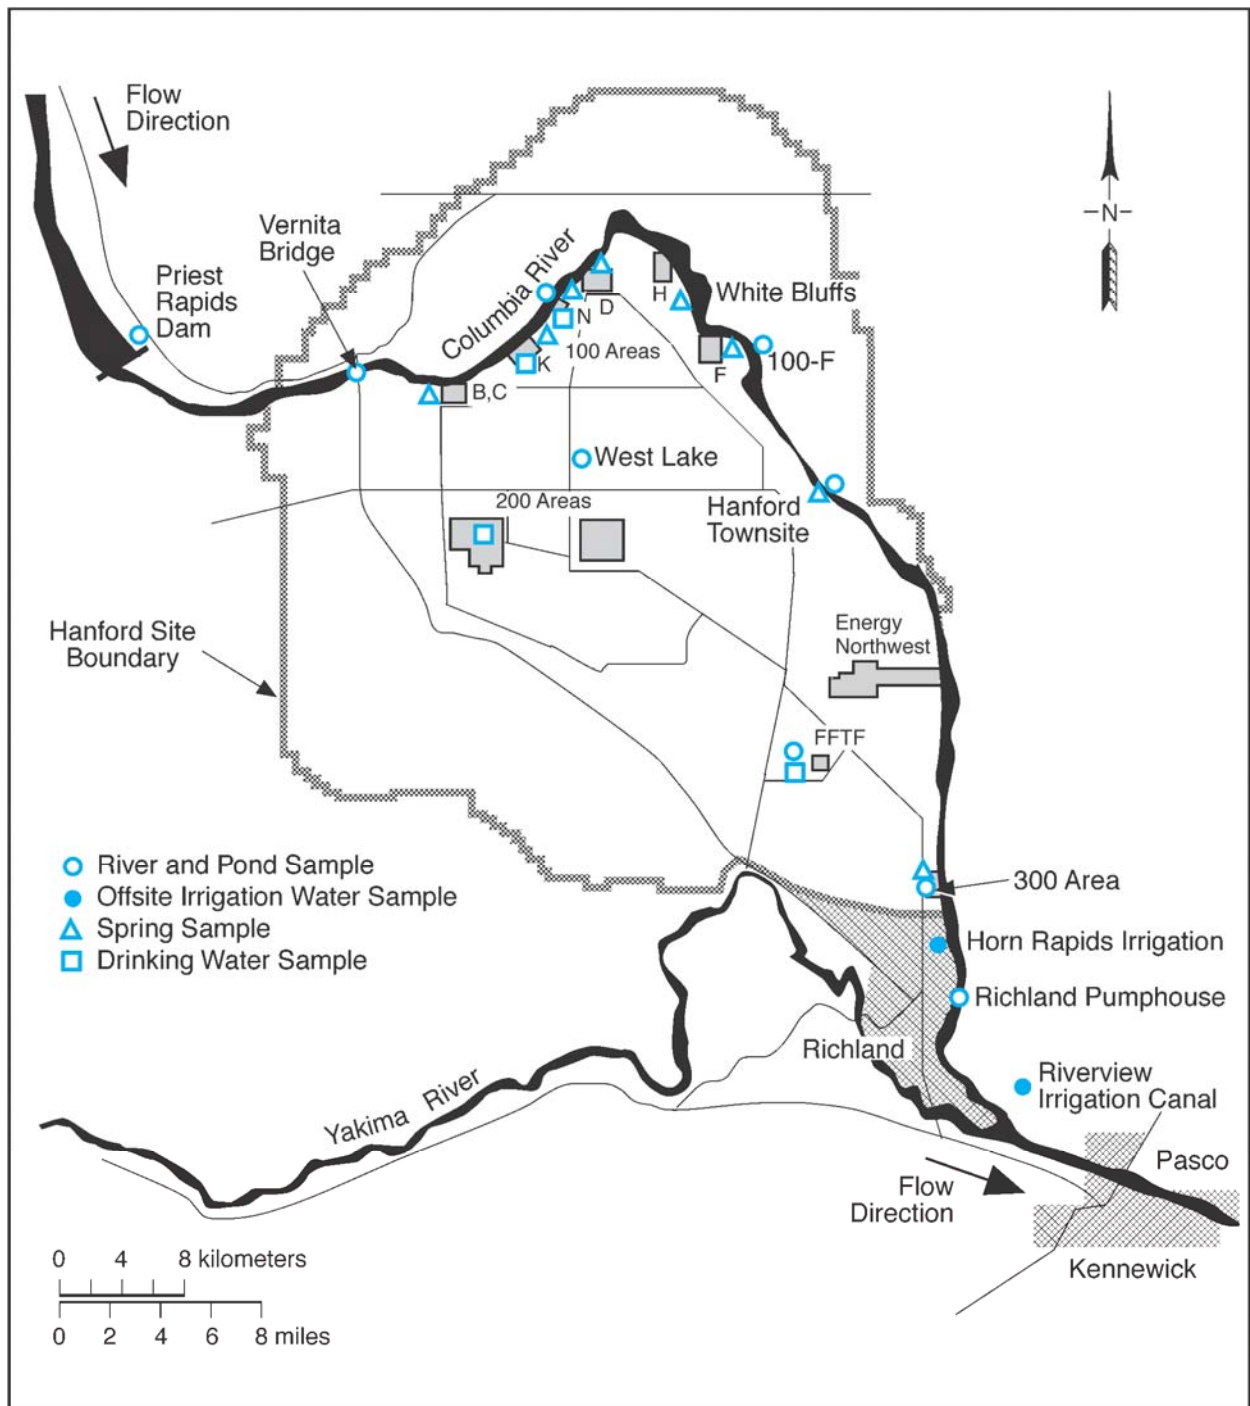 Flow
Direction
N
Vernita
Bridge
Priest
Rapids
Dam
Columbia River
White Bluffs
H
D
N
100 Areas
K
F
100-F
B,C
West Lake
200 Areas
Hanford
Townsite
Hanford Site
Boundary
Energy
Northwest
FFTF
River and Pond Sample
Offsite Irrigation Water Sample
Spring Sample
Drinking Water Sample
300 Area
Horn Rapids Irrigation
Richland Pumphouse
Richland
Riverview
Irrigation Canal
Yakima River
Pasco
Flow
Direction
Kennewick
0 4 8 kilometers
0 2 4 6 8 miles